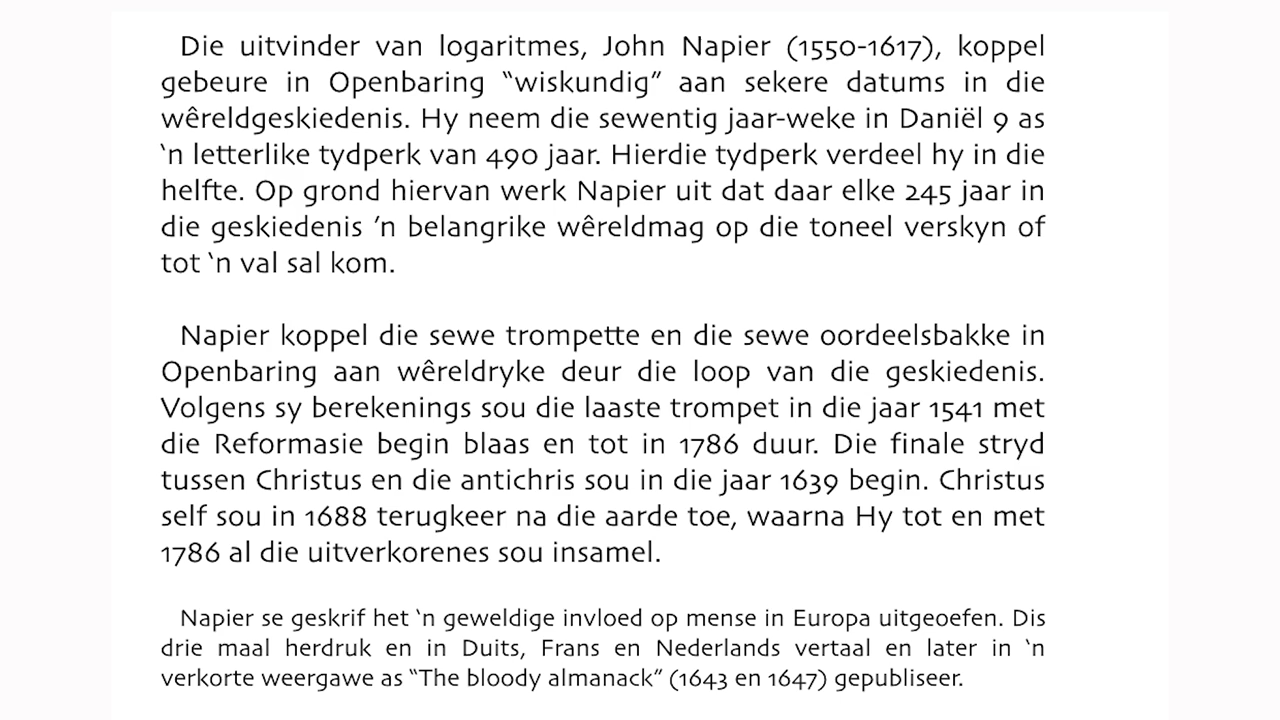 Die uitvinder van logaritmes, John Napier (1550-1617), koppel
gebeure in Openbaring “wiskundig” aan sekere datums in die
wêreldgeskiedenis. Hy neem die sewentig jaar-weke in Daniël 9 as
‘n letterlike tydperk van 490 jaar. Hierdie tydperk verdeel hy in die
helfte. Op grond hiervan werk Napier uit dat daar elke 245 jaar in
die geskiedenis ’n belangrike wêreldmag op die toneel verskyn of
tot ‘n val sal kom.
Napier koppel die sewe trompette en die sewe oordeelsbakke in
Openbaring aan wêreldryke deur die loop van die geskiedenis.
Volgens sy berekenings sou die laaste trompet in die jaar 1541 met
die Reformasie begin blaas en tot in 1786 duur. Die finale stryd
tussen Christus en die antichris sou in die jaar 1639 begin. Christus
self sou in 1688 terugkeer na die aarde toe, waarna Hy tot en met
1786 al die uitverkorenes sou insamel.
Napier se geskrif het ‘n geweldige invloed op mense in Europa uitgeoefen. Dis
drie maal herdruk en in Duits, Frans en Nederlands vertaal en later in ‘n
verkorte weergawe as “The bloody almanack” (1643 en 1647) gepubliseer.